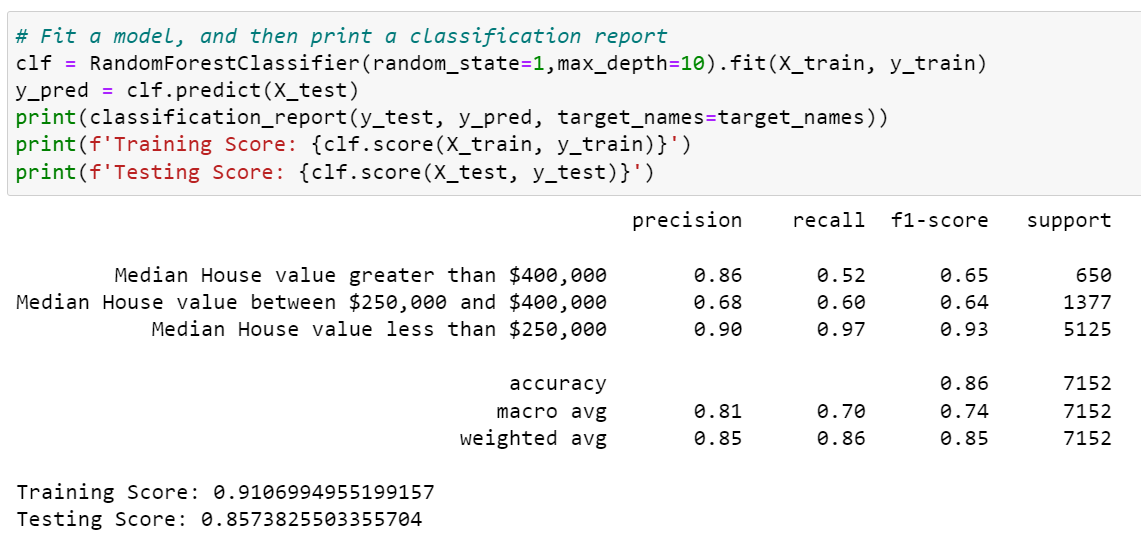 # Fit a model, and then print a classification report
clf = RandomForestClassifier(random_state=1,max_depth=10).fit(X_train, y_train)
y_pred = clf.predict(X_test)
print(classification_report(y_test, y_pred, target_names=target_names))
print(f'Training Score: {clf.score(X_train, y_train)}')
print(f'Testing Score: {clf.score(X_test, y_test)}')
precision recall f1-score support
Median House value greater than $400,000 0.86 0.52 0.65 650
Median House value between $250,000 and $400,000 0.68 0.60 0.64 1377
Median House value less than $250,000 0.90 0.97 0.93 5125
accuracy 0.86 7152
macro avg 0.81 0.70 0.74 7152
weighted avg 0.85 0.86 0.85 7152
Training Score: 0.9106994955199157
Testing Score: 0.8573825503355704